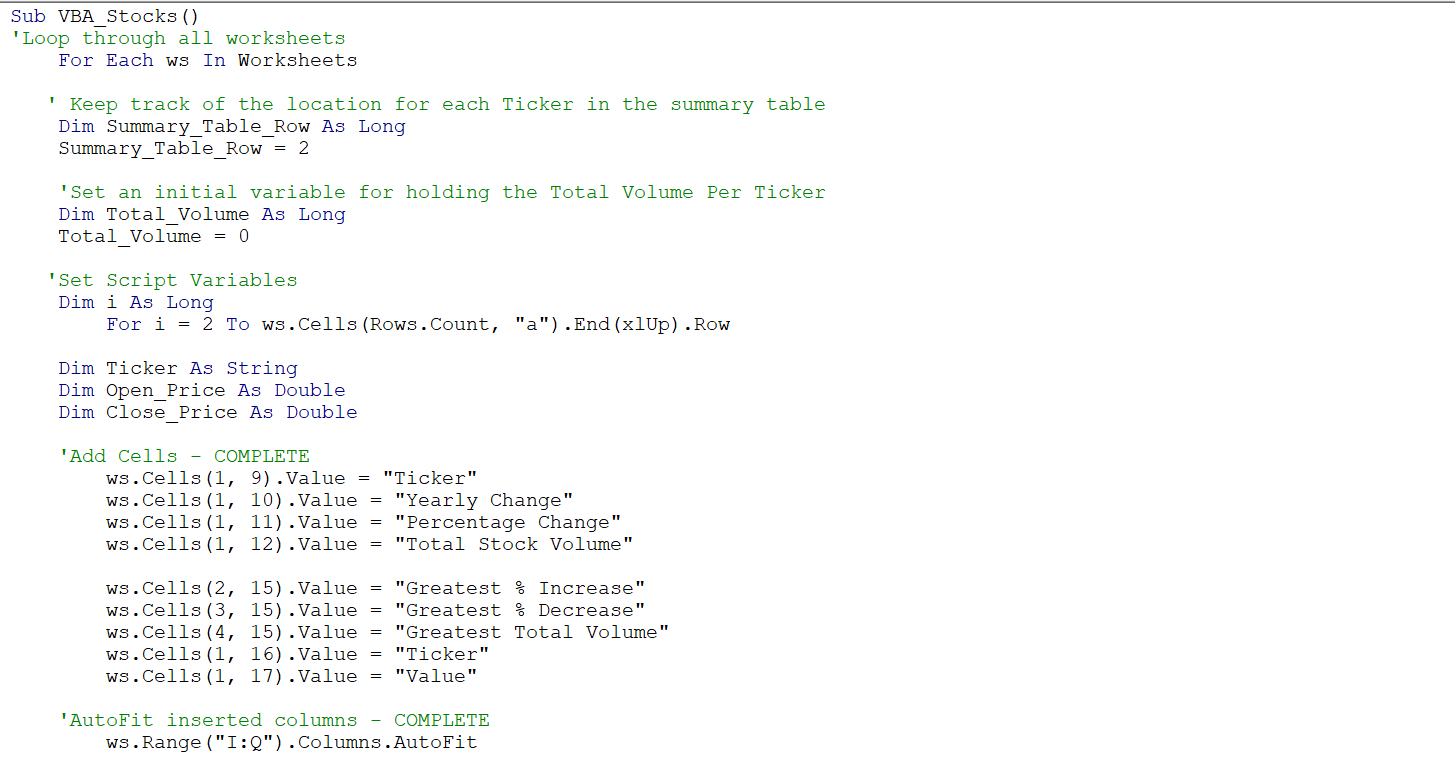 Sub VBA_Stocks()
'Loop through all worksheets
    For Each ws In Worksheets

   ' Keep track of the location for each Ticker in the summary table
    Dim Summary_Table_Row As Long
    Summary_Table_Row = 2

    'Set an initial variable for holding the Total Volume Per Ticker
    Dim Total_Volume As Long
    Total_Volume = 0

   'Set Script Variables
    Dim i As Long
        For i = 2 To ws.Cells(Rows.Count, "a").End(xlUp).Row

    Dim Ticker As String
    Dim Open_Price As Double
    Dim Close_Price As Double

    'Add Cells - COMPLETE
        ws.Cells(1, 9).Value = "Ticker"
        ws.Cells(1, 10).Value = "Yearly Change"
        ws.Cells(1, 11).Value = "Percentage Change"
        ws.Cells(1, 12).Value = "Total Stock Volume"

        ws.Cells(2, 15).Value = "Greatest % Increase"
        ws.Cells(3, 15).Value = "Greatest % Decrease"
        ws.Cells(4, 15).Value = "Greatest Total Volume"
        ws.Cells(1, 16).Value = "Ticker"
        ws.Cells(1, 17).Value = "Value"

    'AutoFit inserted columns - COMPLETE
        ws.Range("I:Q").Columns.AutoFit